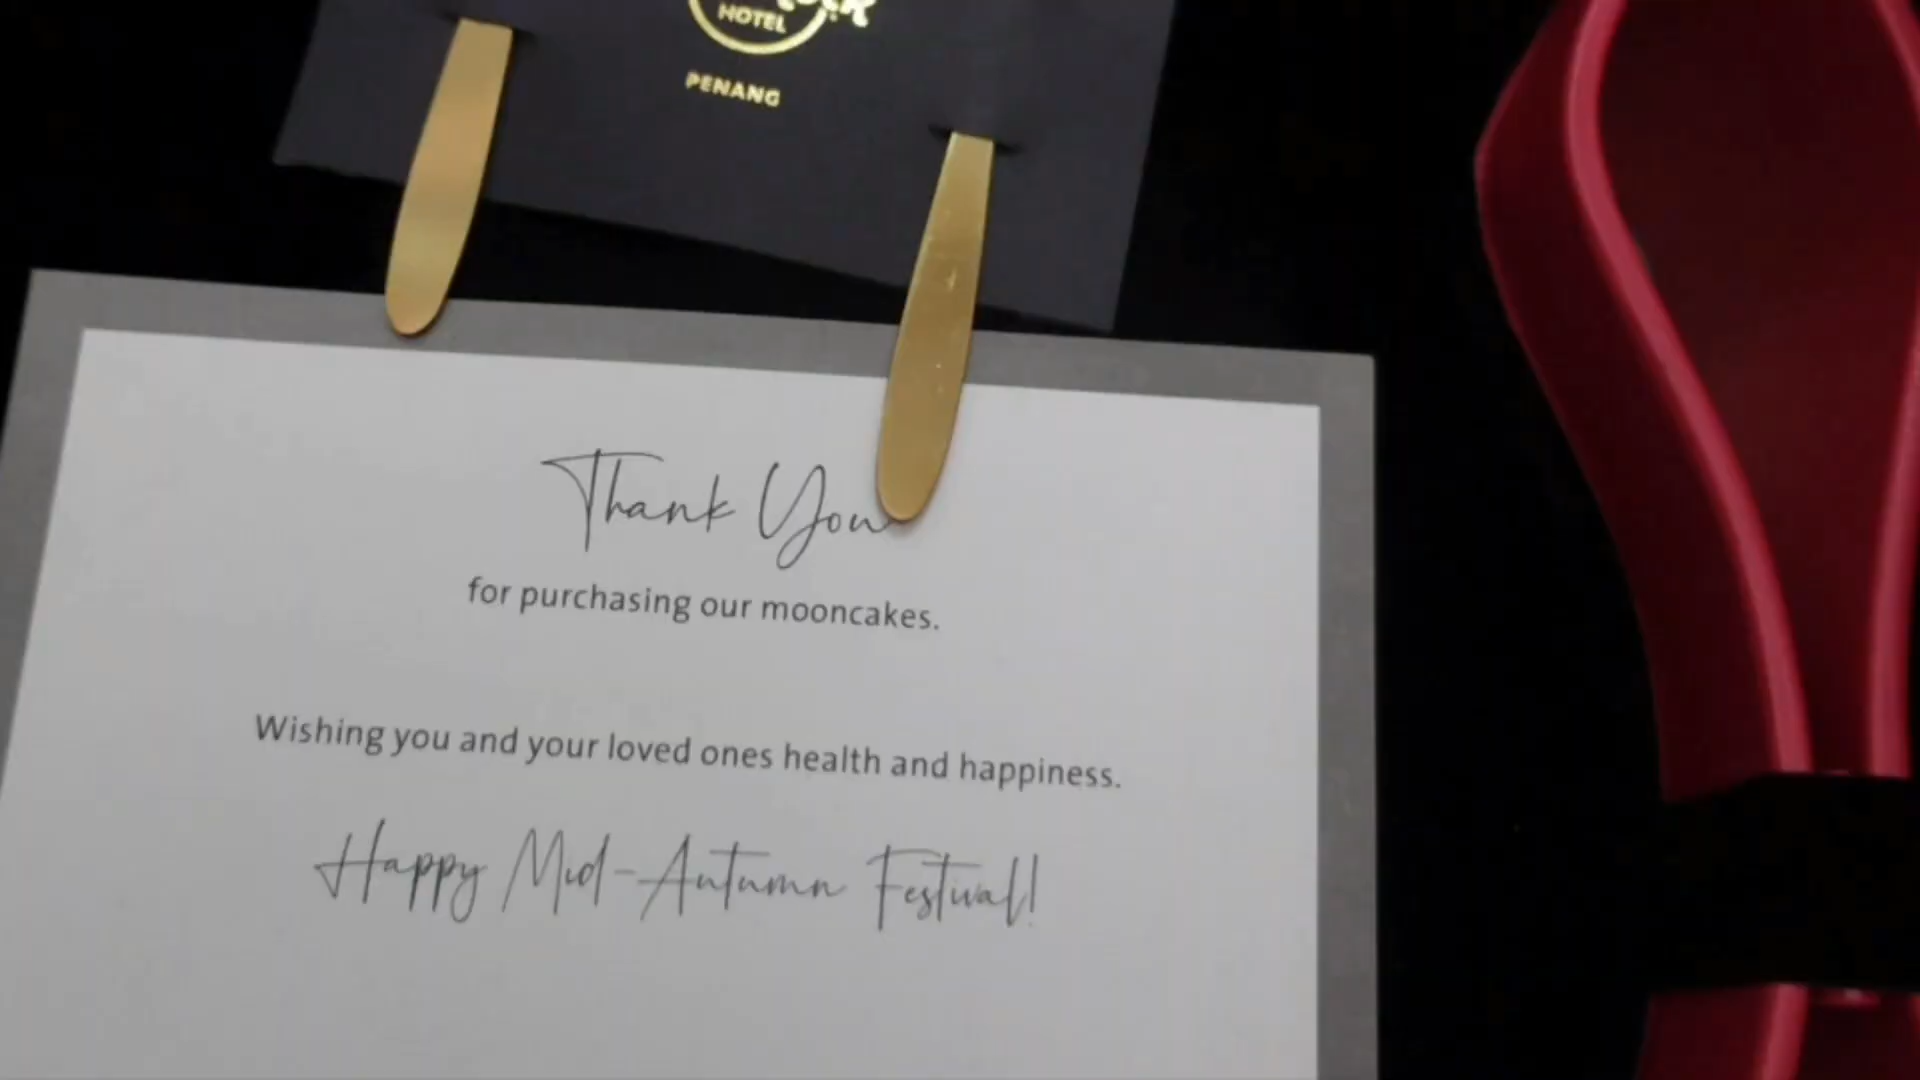 HOTEL
PENANG
Thank You
for purchasing our mooncakes.
Wishing you and your loved ones health and happiness.
Happy Mid-Autumn Festival!